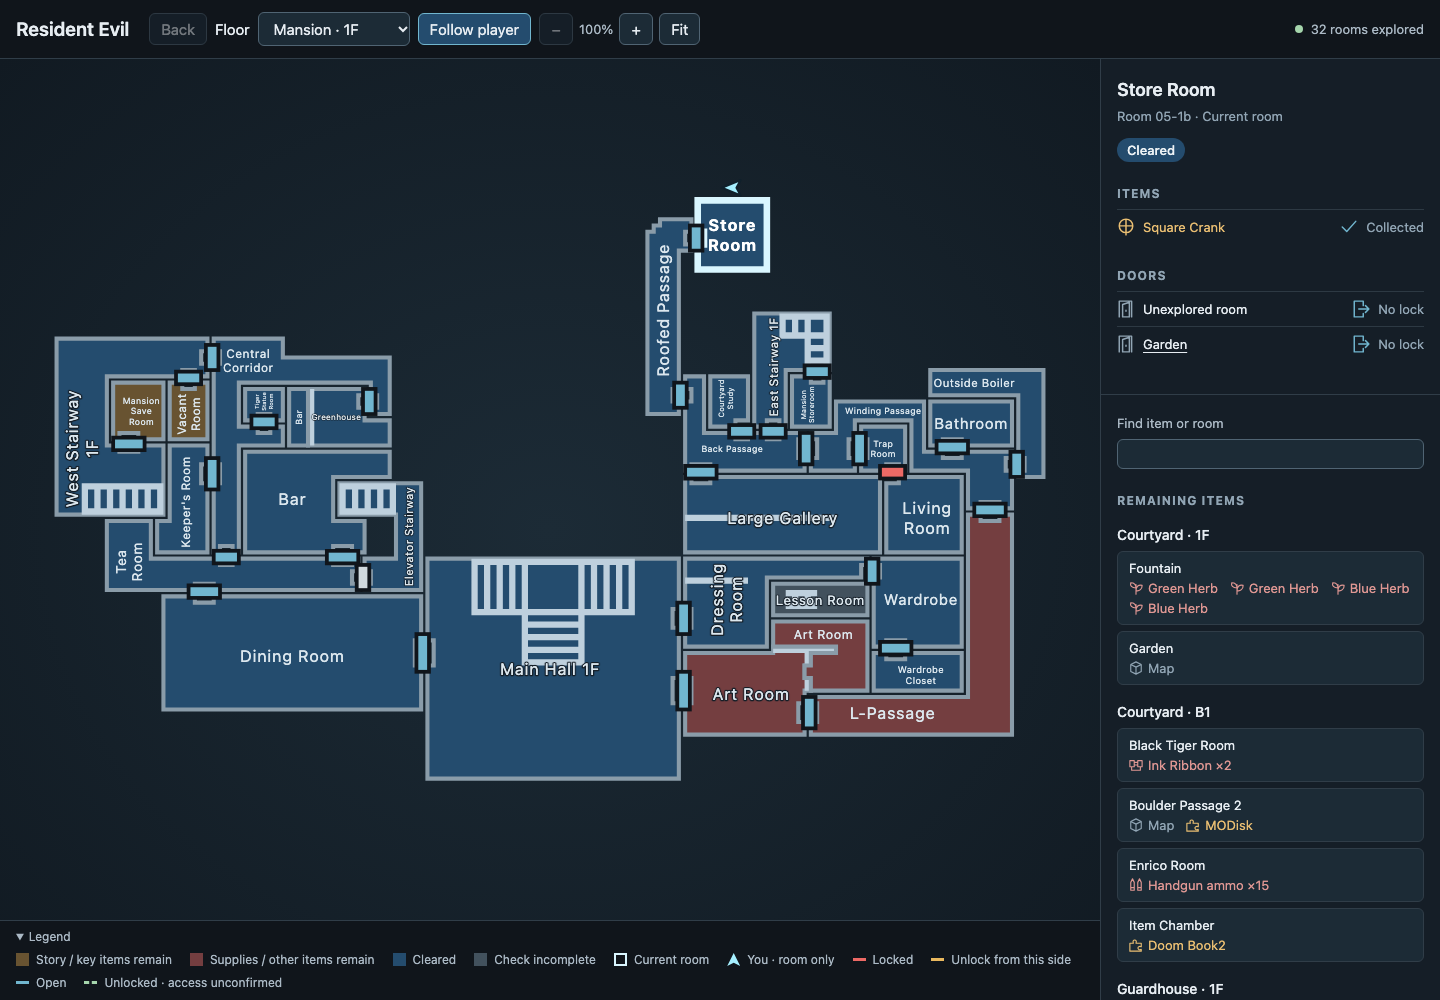 Resident Evil
Back
Floor
Mansion · 1F
Follow player
−
100%
+
Fit
32 rooms explored
Store
Room
Roofed Passage
Central
Corridor
West Stairway
1F
Mansion
Save
Room
Vacant
Room
Tiger
Statue
Room
Bar
Greenhouse
Keeper's Room
Bar
Tea
Room
Elevator Stairway
Dining Room
Main Hall 1F
Courtyard
Study
East Stairway 1F
Mansion
Storeroom
Back Passage
Winding Passage
Trap
Room
Outside Boiler
Bathroom
Large Gallery
Living
Room
Dressing
Room
Lesson Room
Wardrobe
Art Room
Wardrobe
Closet
Art Room
L-Passage
Store Room
Room 05-1b · Current room
Cleared
ITEMS
Square Crank
Collected
DOORS
Unexplored room
No lock
Garden
No lock
Find item or room
REMAINING ITEMS
Courtyard · 1F
Fountain
Green Herb Green Herb Blue Herb
Blue Herb
Garden
Map
Courtyard · B1
Black Tiger Room
Ink Ribbon ×2
Boulder Passage 2
Map MODisk
Enrico Room
Handgun ammo ×15
Item Chamber
Doom Book2
Guardhouse · 1F
▼ Legend
Story / key items remain
Supplies / other items remain
Cleared
Check incomplete
Current room
You · room only
Locked
Unlock from this side
Open
Unlocked · access unconfirmed